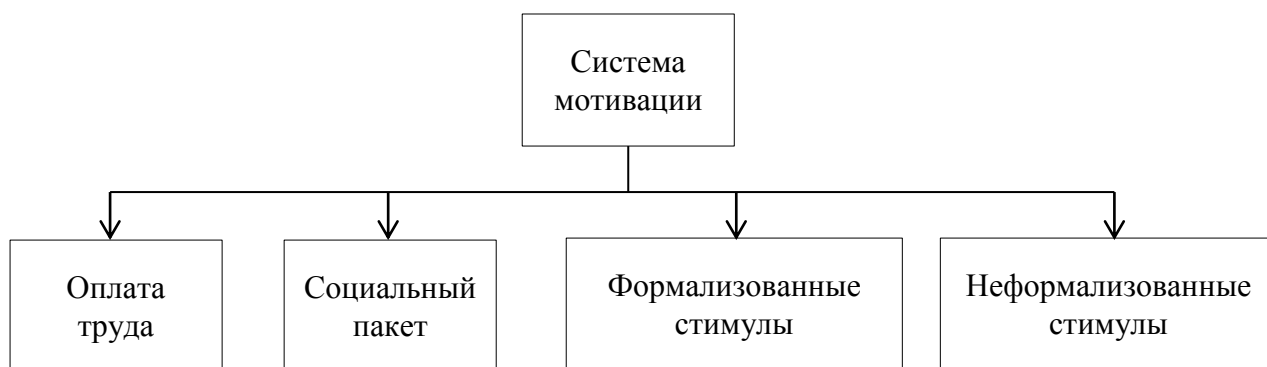 Система
мотивации
Оплата
труда
Социальный
пакет
Формализованные
стимулы
Неформализованные
стимулы